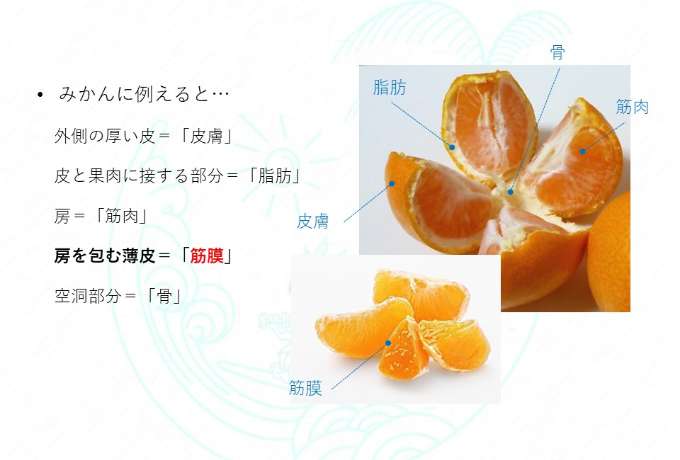 • みかんに例えると…
外側の厚い皮＝「皮膚」
皮と果肉に接する部分＝「脂肪」
房＝「筋肉」
房を包む薄皮＝「筋膜」
空洞部分＝「骨」
骨
脂肪
筋肉
皮膚
筋膜